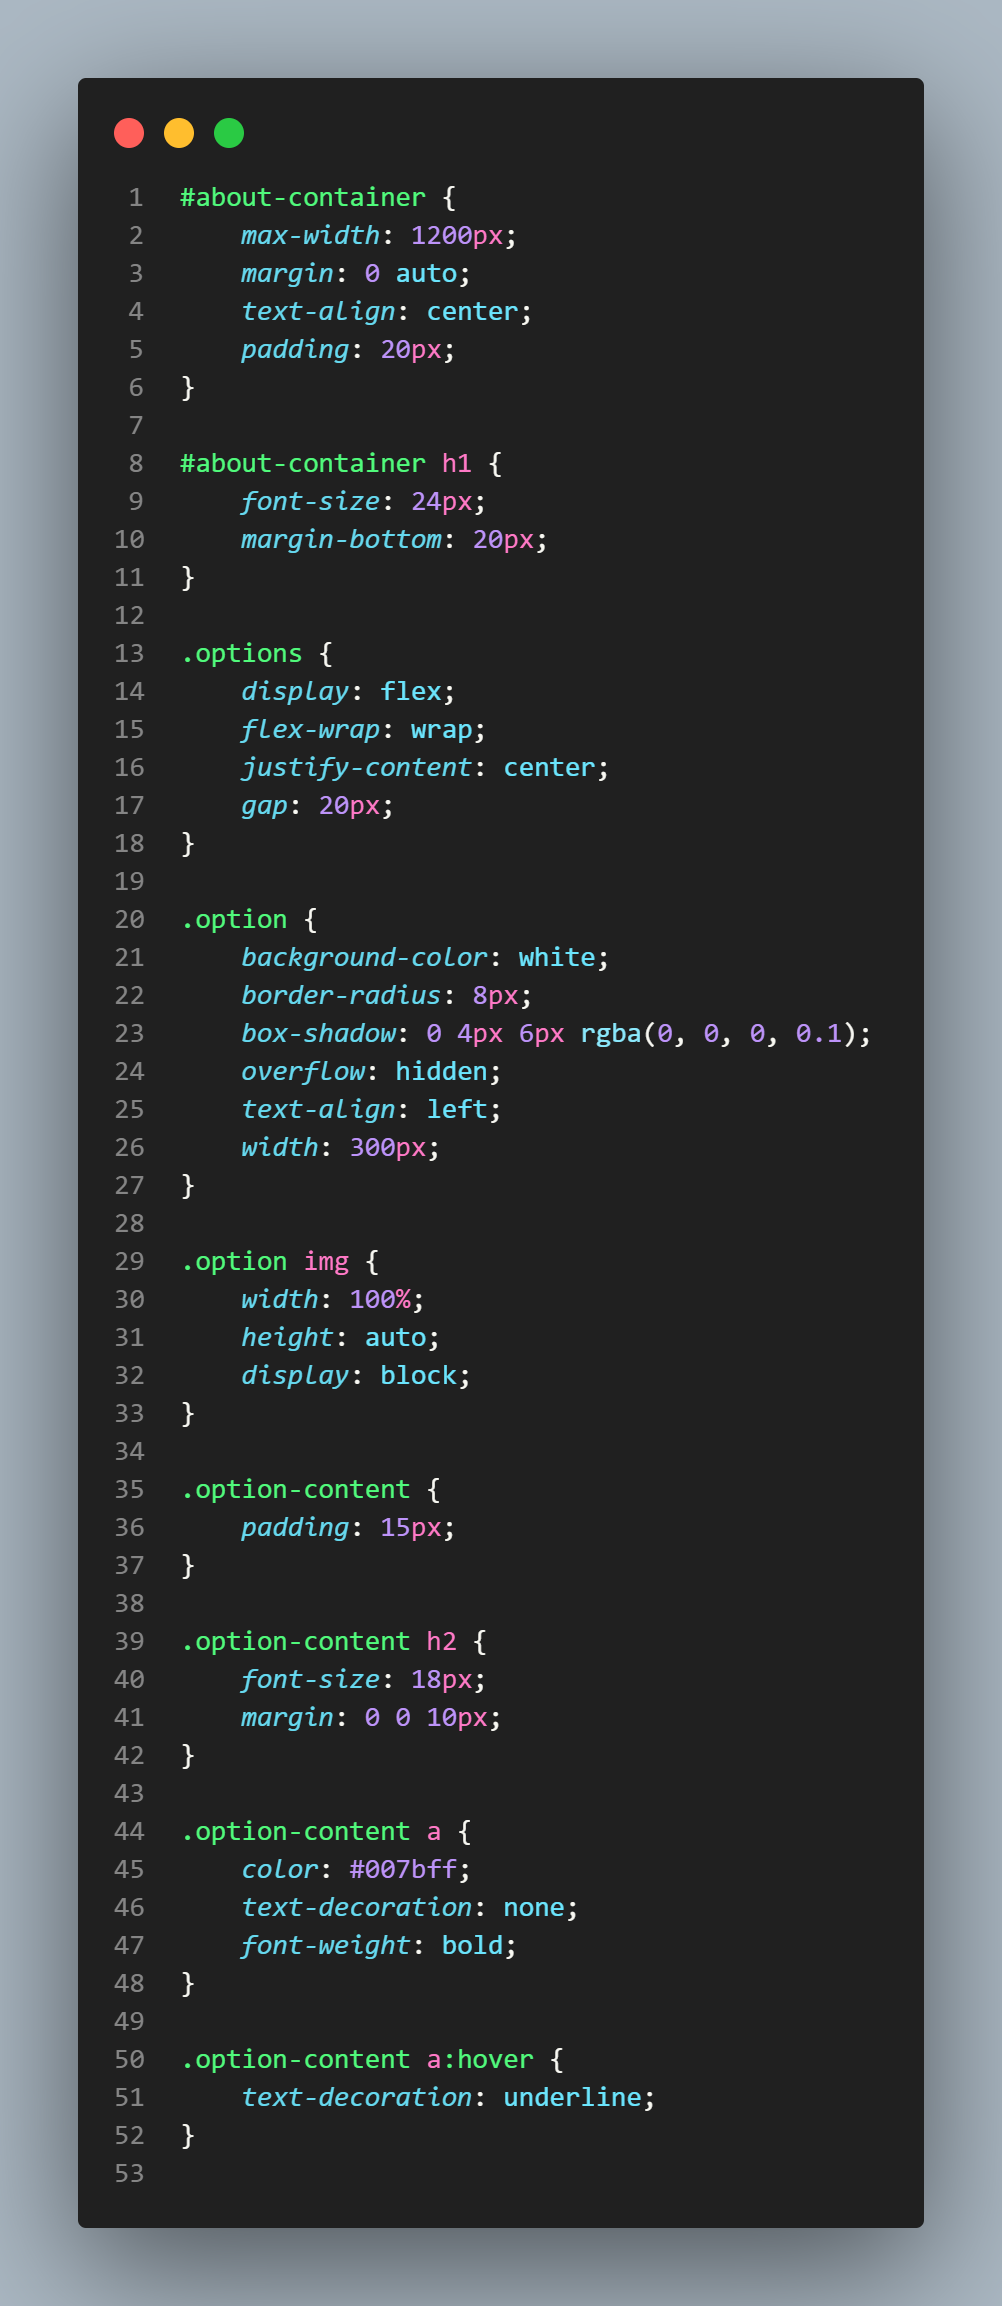 1 #about-container {
2     max-width: 1200px;
3     margin: 0 auto;
4     text-align: center;
5     padding: 20px;
6 }
7
8 #about-container h1 {
9     font-size: 24px;
10     margin-bottom: 20px;
11 }
12
13 .options {
14     display: flex;
15     flex-wrap: wrap;
16     justify-content: center;
17     gap: 20px;
18 }
19
20 .option {
21     background-color: white;
22     border-radius: 8px;
23     box-shadow: 0 4px 6px rgba(0, 0, 0, 0.1);
24     overflow: hidden;
25     text-align: left;
26     width: 300px;
27 }
28
29 .option img {
30     width: 100%;
31     height: auto;
32     display: block;
33 }
34
35 .option-content {
36     padding: 15px;
37 }
38
39 .option-content h2 {
40     font-size: 18px;
41     margin: 0 0 10px;
42 }
43
44 .option-content a {
45     color: #007bff;
46     text-decoration: none;
47     font-weight: bold;
48 }
49
50 .option-content a:hover {
51     text-decoration: underline;
52 }
53